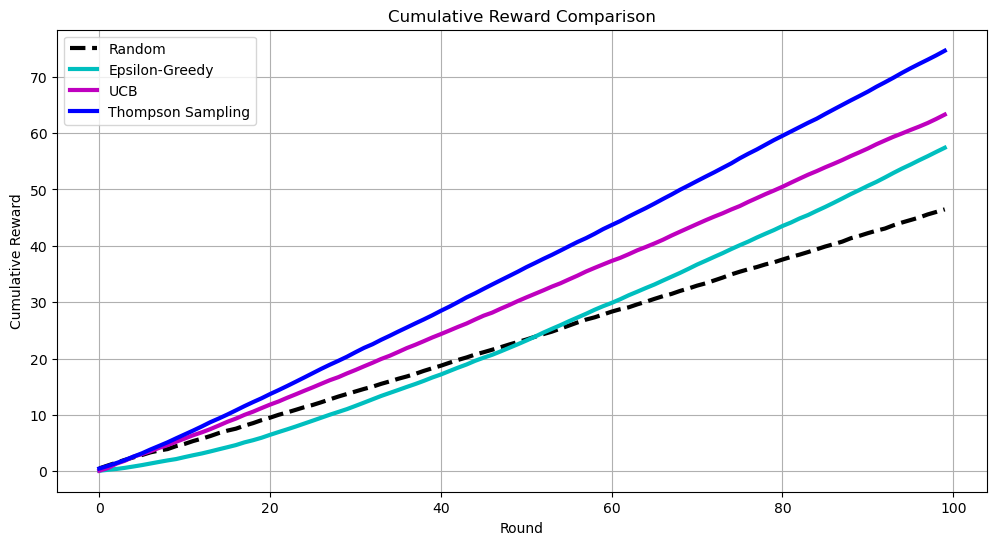 Cumulative Reward Comparison
Random
Epsilon-Greedy
UCB
Thompson Sampling
Cumulative Reward
70
60
50
40
30
20
10
0
0 20 40 60 80 100
Round